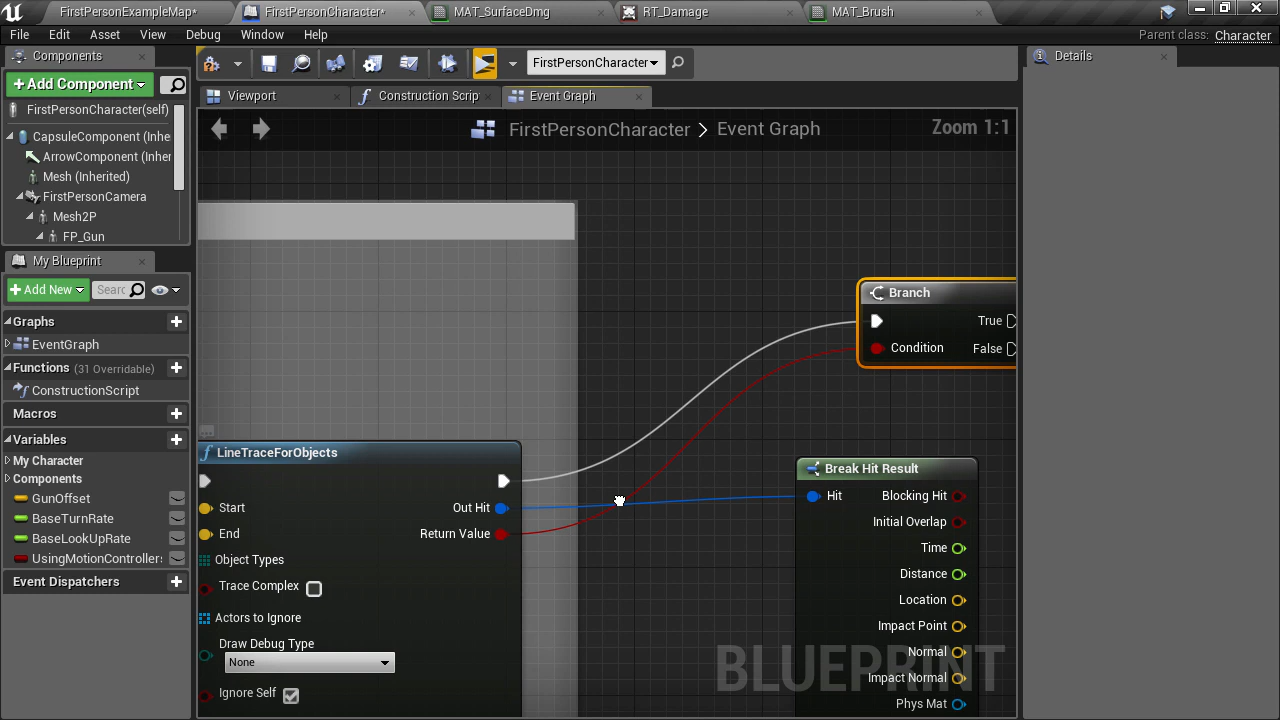 FirstPersonExampleMap*
FirstPersonCharacter*
MAT_SurfaceDmg
RT_Damage
MAT_Brush
File Edit Asset View Debug Window Help
Parent class: Character
Components
+Add Component
FirstPersonCharacter(self)
CapsuleComponent (Inhe
ArrowComponent (Inher
Mesh (Inherited)
FirstPersonCamera
Mesh2P
FP_Gun
My Blueprint
+Add New
Searc
Graphs
EventGraph
Functions (31 Overridable)
ConstructionScript
Macros
Variables
My Character
Components
GunOffset
BaseTurnRate
BaseLookUpRate
UsingMotionControllers
Event Dispatchers
FirstPersonCharacter
Viewport
Construction Scrip
Event Graph
FirstPersonCharacter > Event Graph
Zoom 1:1
Branch
True
Condition
False
LineTraceForObjects
Start
Out Hit
End
Return Value
Object Types
Trace Complex
Actors to Ignore
Draw Debug Type
None
Ignore Self
Break Hit Result
Hit
Blocking Hit
Initial Overlap
Time
Distance
Location
Impact Point
Normal
Impact Normal
Phys Mat
BLUEPRINT
Details